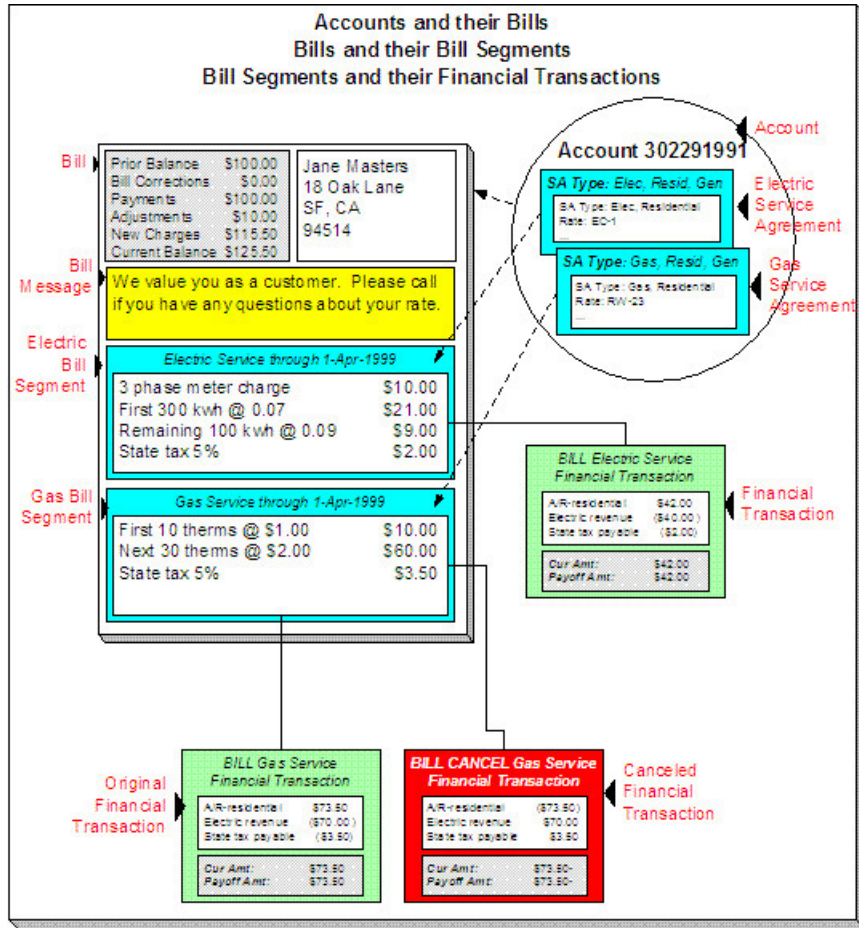 Accounts and their Bills
Bills and their Bill Segments
Bill Segments and their Financial Transactions
Account
Account 302291991
Bill
Prior Balance $100.00
Bill Corrections $0.00
Payments $100.00
Adjustments $10.00
New Charges $115.50
Current Balance $125.50
Jane Masters
18 Oak Lane
SF, CA
94514
SA Type: Elec, Resid, Gen
SA Type: Elec, Residential
Rate: EC-1
...
Electric
Service
Agreement
SA Type: Gas, Resid, Gen
SA Type: Gas, Residential
Rate: RW-23
...
Gas
Service
Agreement
Bill
Message
We value you as a customer. Please call
if you have any questions about your rate.
Electric
Bill
Segment
Electric Service through 1-Apr-1999
3 phase meter charge $10.00
First 300 kwh @ 0.07 $21.00
Remaining 100 kwh @ 0.09 $9.00
State tax 5% $2.00
Gas Bill
Segment
Gas Service through 1-Apr-1999
First 10 therms @ $1.00 $10.00
Next 30 therms @ $2.00 $60.00
State tax 5% $3.50
BILL Electric Service
Financial Transaction
A/R-residential $42.00
Electric revenue ($40.00)
State tax payable ($2.00)
Cur Amt: $42.00
Payoff Amt: $42.00
Financial
Transaction
Original
Financial
Transaction
BILL Gas Service
Financial Transaction
A/R-residential $73.50
Electric revenue ($70.00)
State tax payable ($3.50)
Cur Amt: $73.50
Payoff Amt: $73.50
BILL CANCEL Gas Service
Financial Transaction
A/R-residential ($73.50)
Electric revenue $70.00
State tax payable $3.50
Cur Amt: $73.50-
Payoff Amt: $73.50-
Canceled
Financial
Transaction